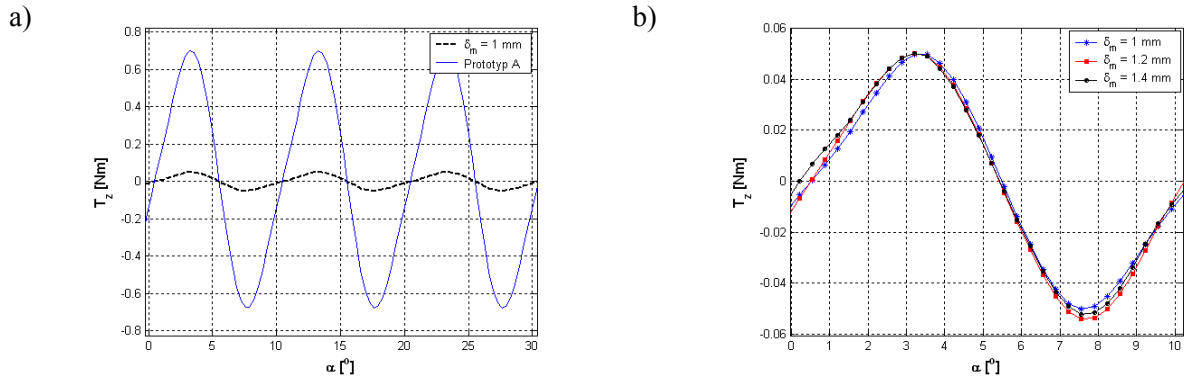 a)
0.8
0.6
0.4
0.2
0
-0.2
-0.4
-0.6
-0.8
T_z [Nm]
0 5 10 15 20 25 30
α [º]
δ_m = 1 mm
Prototyp A
b)
0.06
0.04
0.02
0
-0.02
-0.04
-0.06
T_z [Nm]
0 1 2 3 4 5 6 7 8 9 10
α [º]
δ_m = 1 mm
δ_m = 1.2 mm
δ_m = 1.4 mm